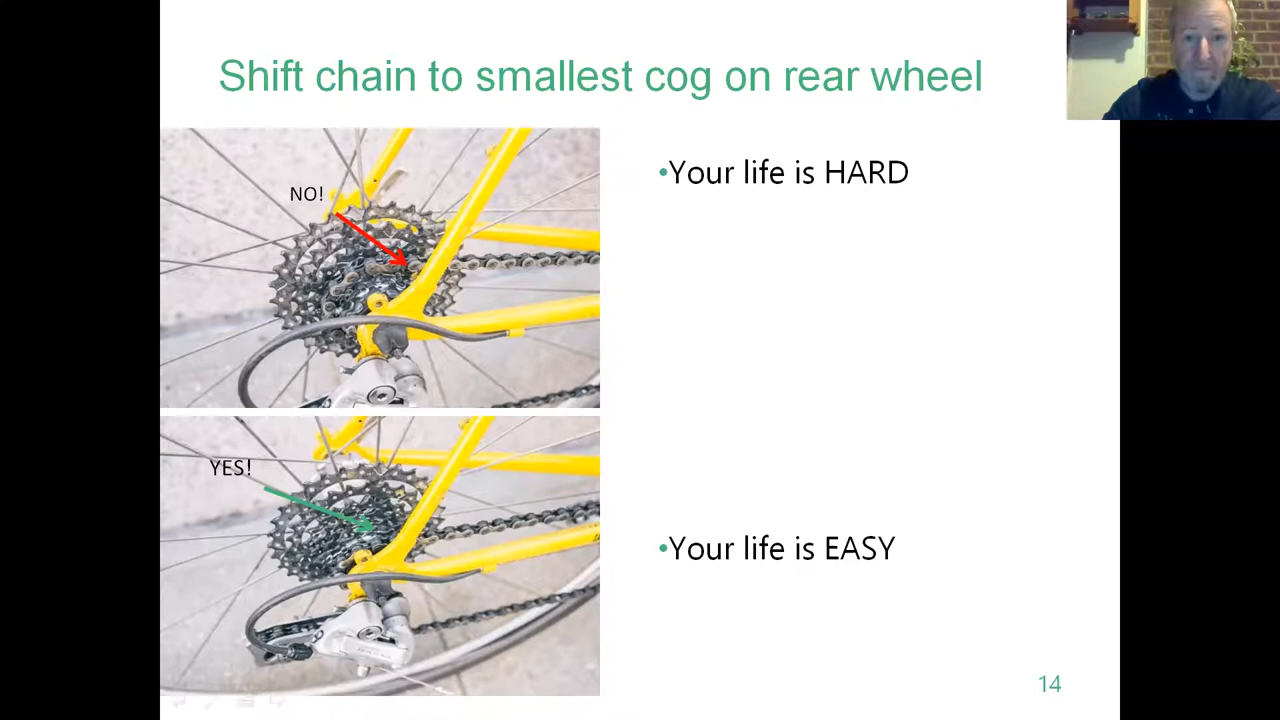 Shift chain to smallest cog on rear wheel
NO!
•Your life is HARD
YES!
•Your life is EASY
14